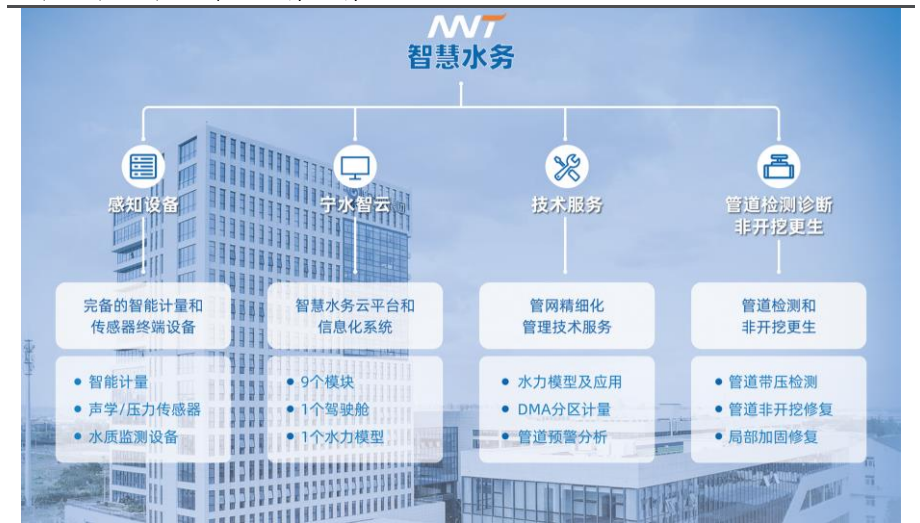 NWT
智慧水务
感知设备
宁水智云
技术服务
管道检测诊断
非开挖更生
完备的智能计量和
传感器终端设备
智慧水务云平台和
信息化系统
管网精细化
管理技术服务
管道检测和
非开挖更生
• 智能计量
• 声学/压力传感器
• 水质监测设备
• 9个模块
• 1个驾驶舱
• 1个水力模型
• 水力模型及应用
• DMA分区计量
• 管道预警分析
• 管道带压检测
• 管道非开挖修复
• 局部加固修复